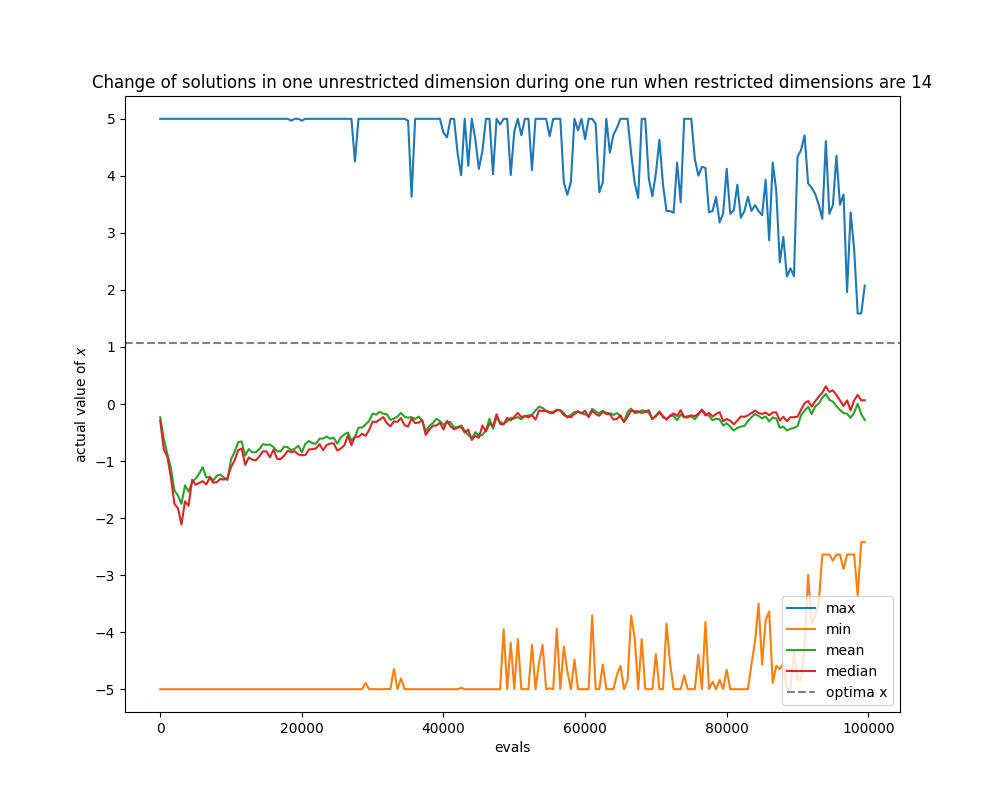 Change of solutions in one unrestricted dimension during one run when restricted dimensions are 14
5
4
3
2
1
0
−1
−2
−3
−4
−5
actual value of x
0
20000
40000
60000
80000
100000
evals
max
min
mean
median
optima x